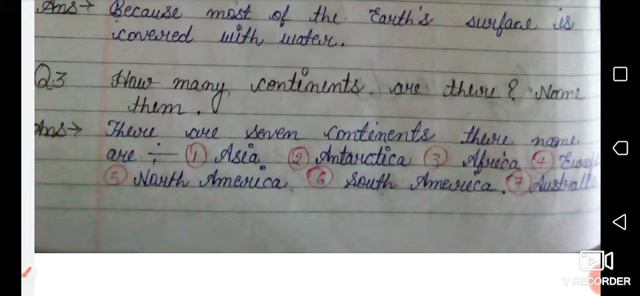 Ans → Because most of the Earth's surface is
covered with water.
Q3 How many continents are there? Name
them.
Ans → There are seven continents there name
are ÷ ① Asia ② Antarctica ③ Africa ④
⑤ North America ⑥ South America. ⑦
V RECORDER